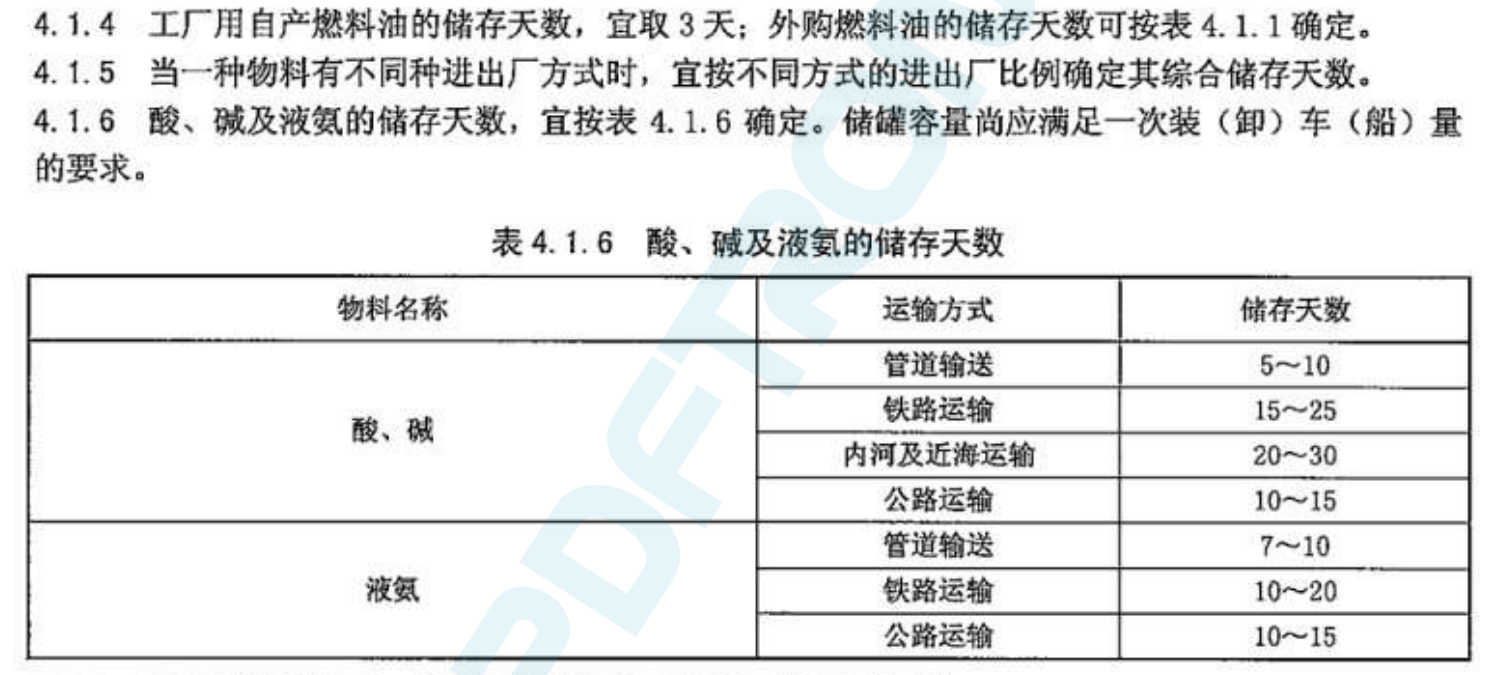 4.1.4 工厂用自产燃料油的储存天数，宜取 3 天；外购燃料油的储存天数可按表 4.1.1 确定。
4.1.5 当一种物料有不同种进出厂方式时，宜按不同方式的进出厂比例确定其综合储存天数。
4.1.6 酸、碱及液氨的储存天数，宜按表 4.1.6 确定。储罐容量尚应满足一次装（卸）车（船）量
的要求。
表 4.1.6 酸、碱及液氨的储存天数
物料名称 运输方式 储存天数
酸、碱 管道输送 5～10
铁路运输 15～25
内河及近海运输 20～30
公路运输 10～15
液氨 管道输送 7～10
铁路运输 10～20
公路运输 10～15
PDFTRON